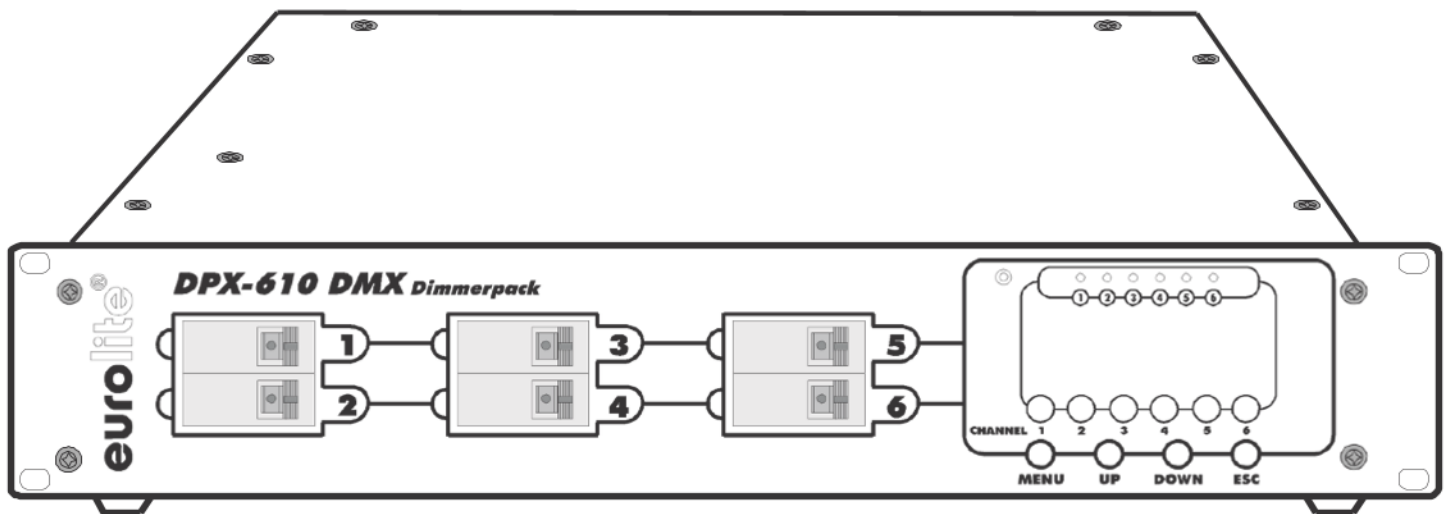 eurolite®
DPX-610 DMX Dimmerpack
1 3 5
2 4 6
1 2 3 4 5 6
CHANNEL 1 2 3 4 5 6
MENU UP DOWN ESC